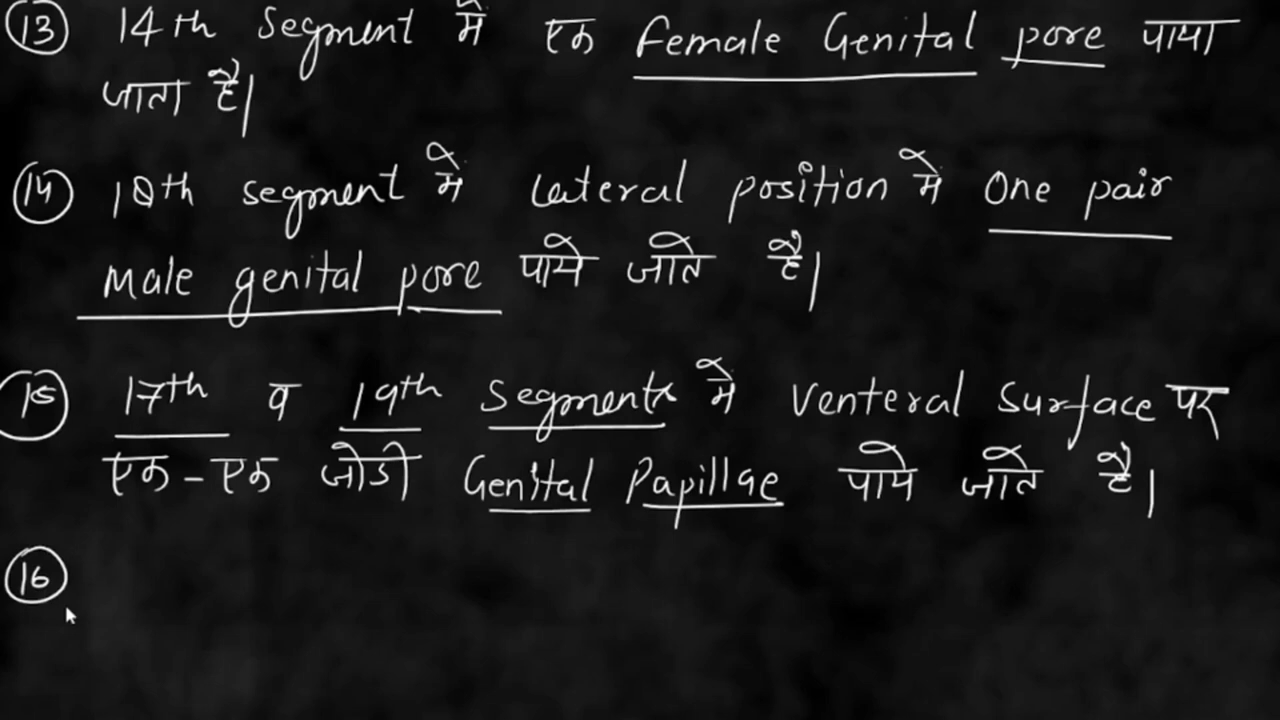 13 14th segment में एक female Genital pore पाया
जाता है।
14 18th segment में Lateral position में One pair
Male genital pore पाये जाते है।
15 17th व 19th Segments में Venteral Surface पर
एक-एक जोडी Genital Papillae पाये जाते है।
16